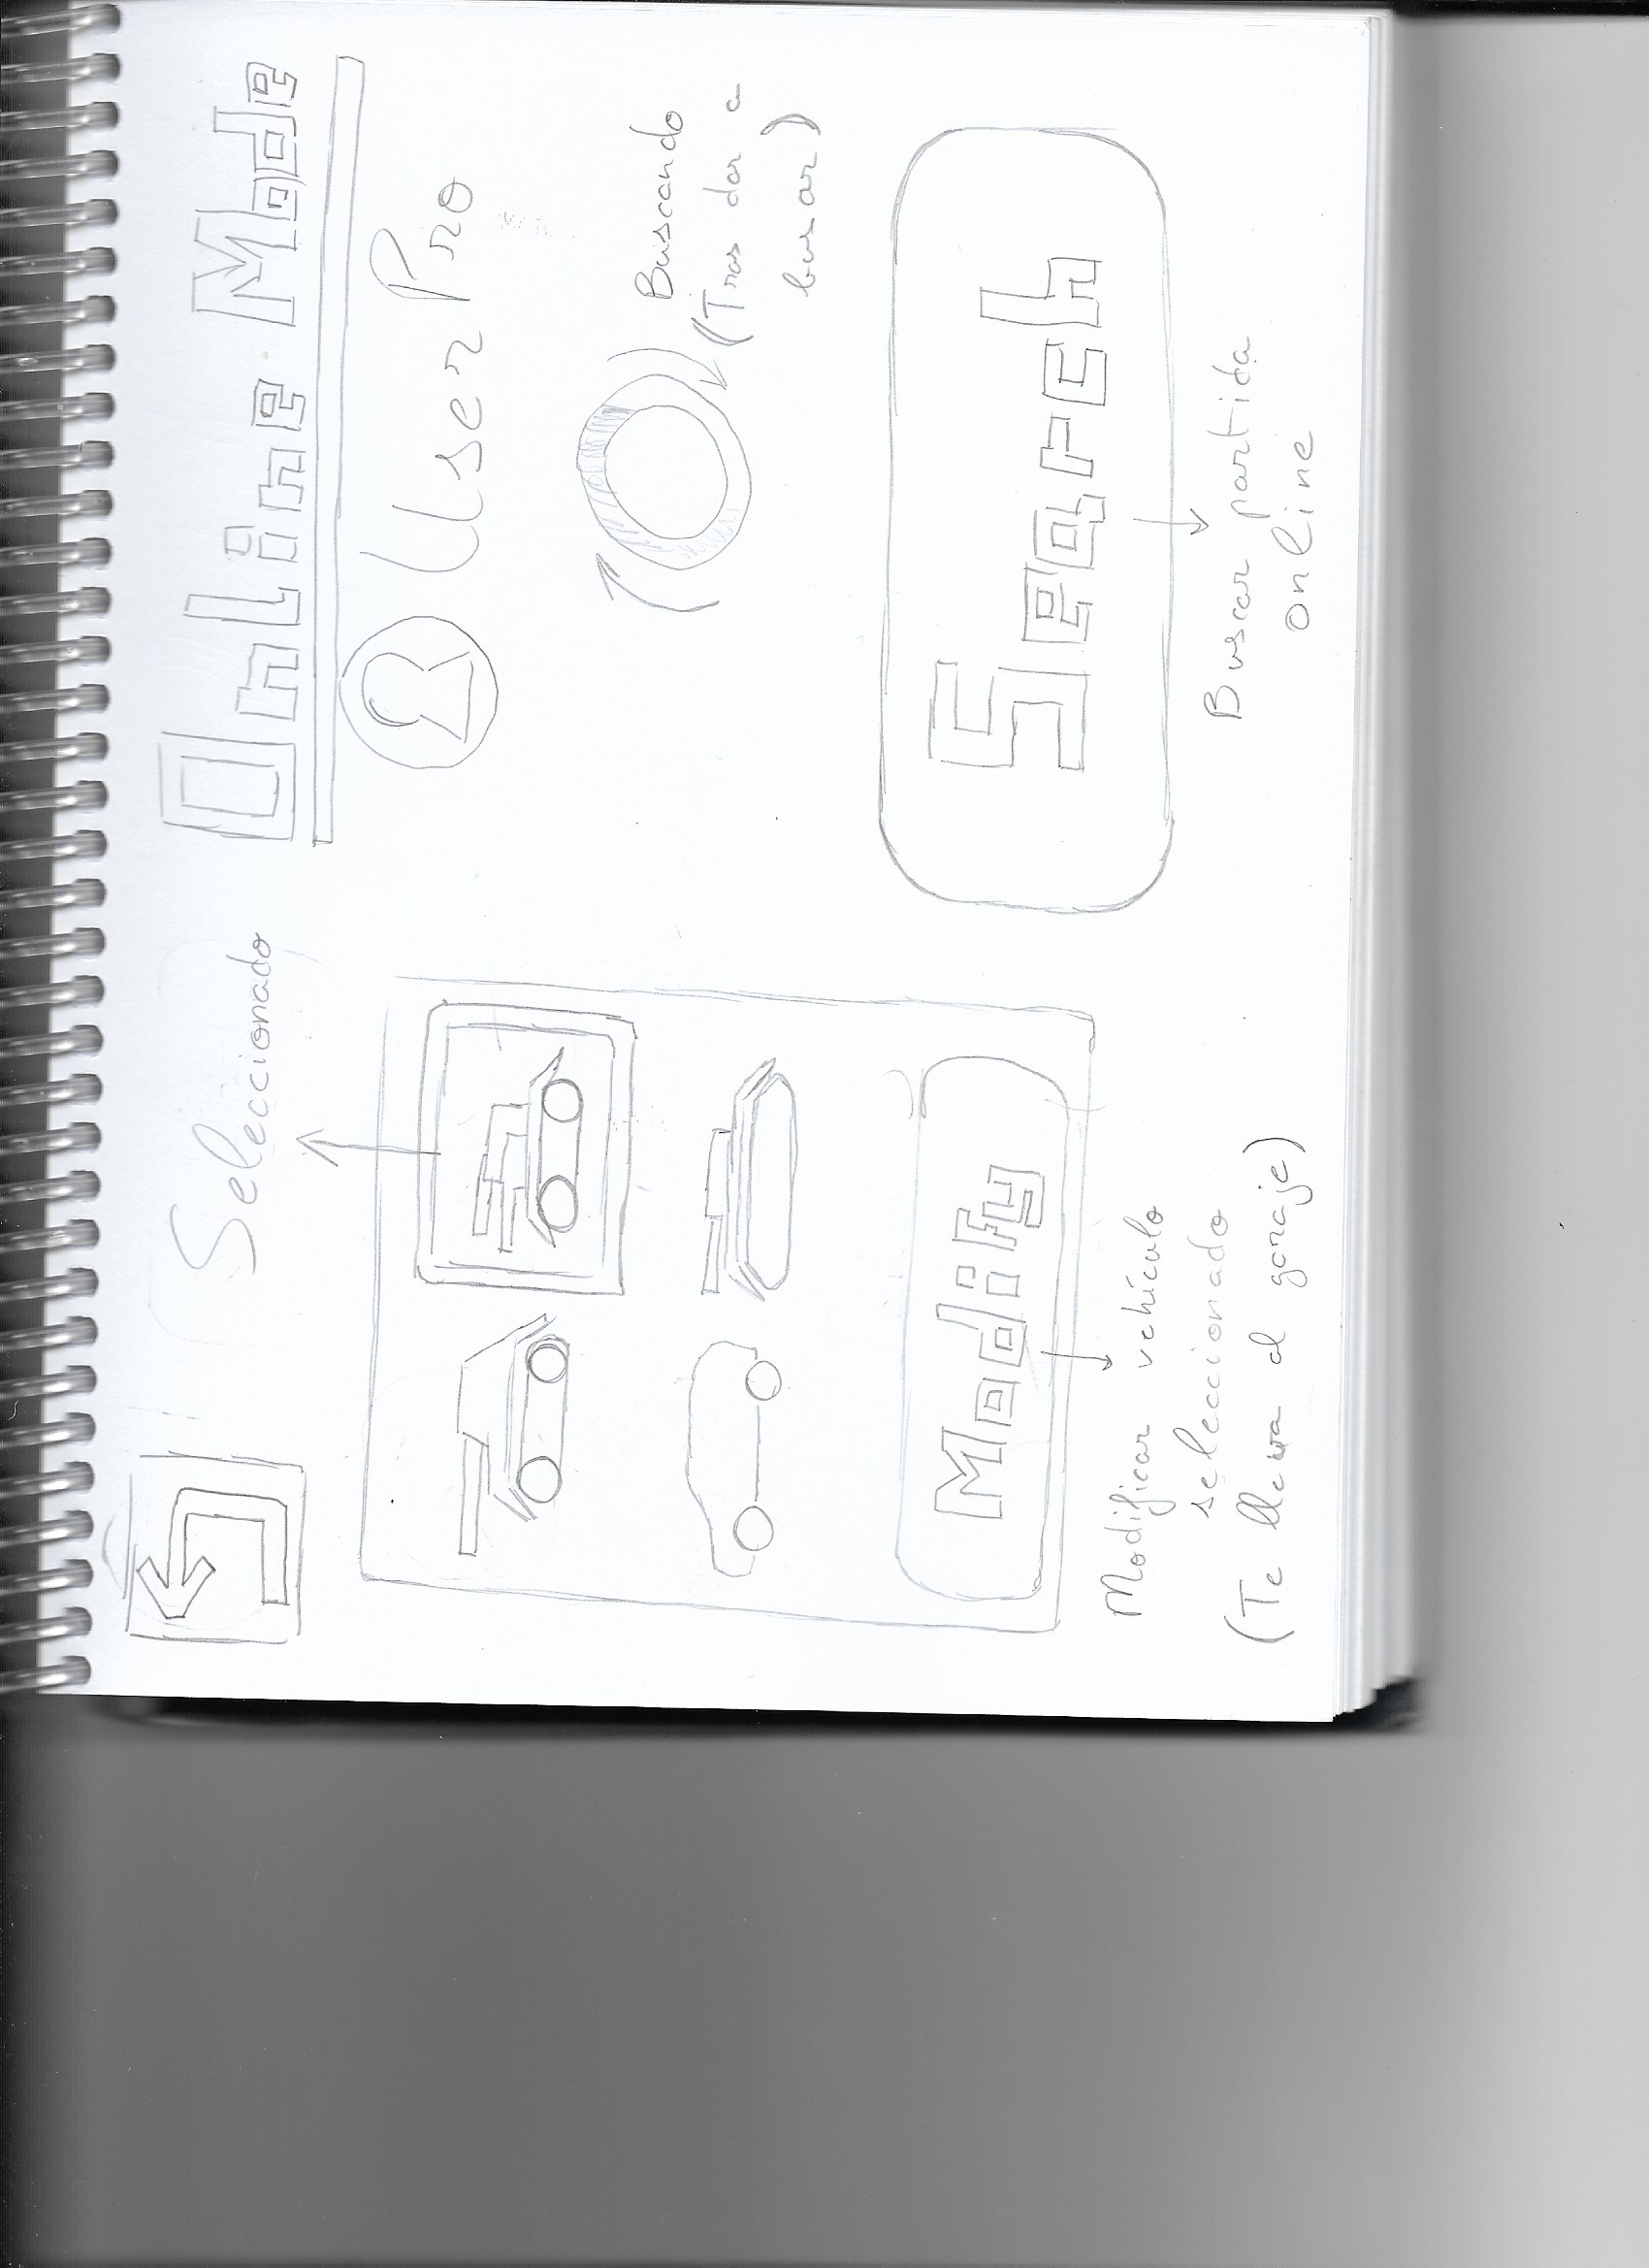 Seleccionado
Modify
Modificar vehículo
seleccionado
(Te lleva al garaje)
Online Mode
User Pro
Buscando
(Tras dar a
buscar)
Search
Buscar partida
online